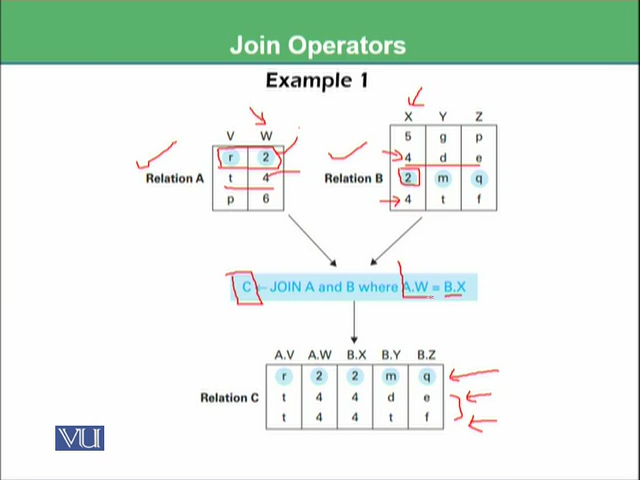 Join Operators
Example 1
V W
r 2
Relation A t 4
p 6
X Y Z
5 g p
4 d e
Relation B 2 m q
4 t f
C ← JOIN A and B where A.W = B.X
A.V A.W B.X B.Y B.Z
r 2 2 m q
Relation C t 4 4 d e
t 4 4 t f
VU